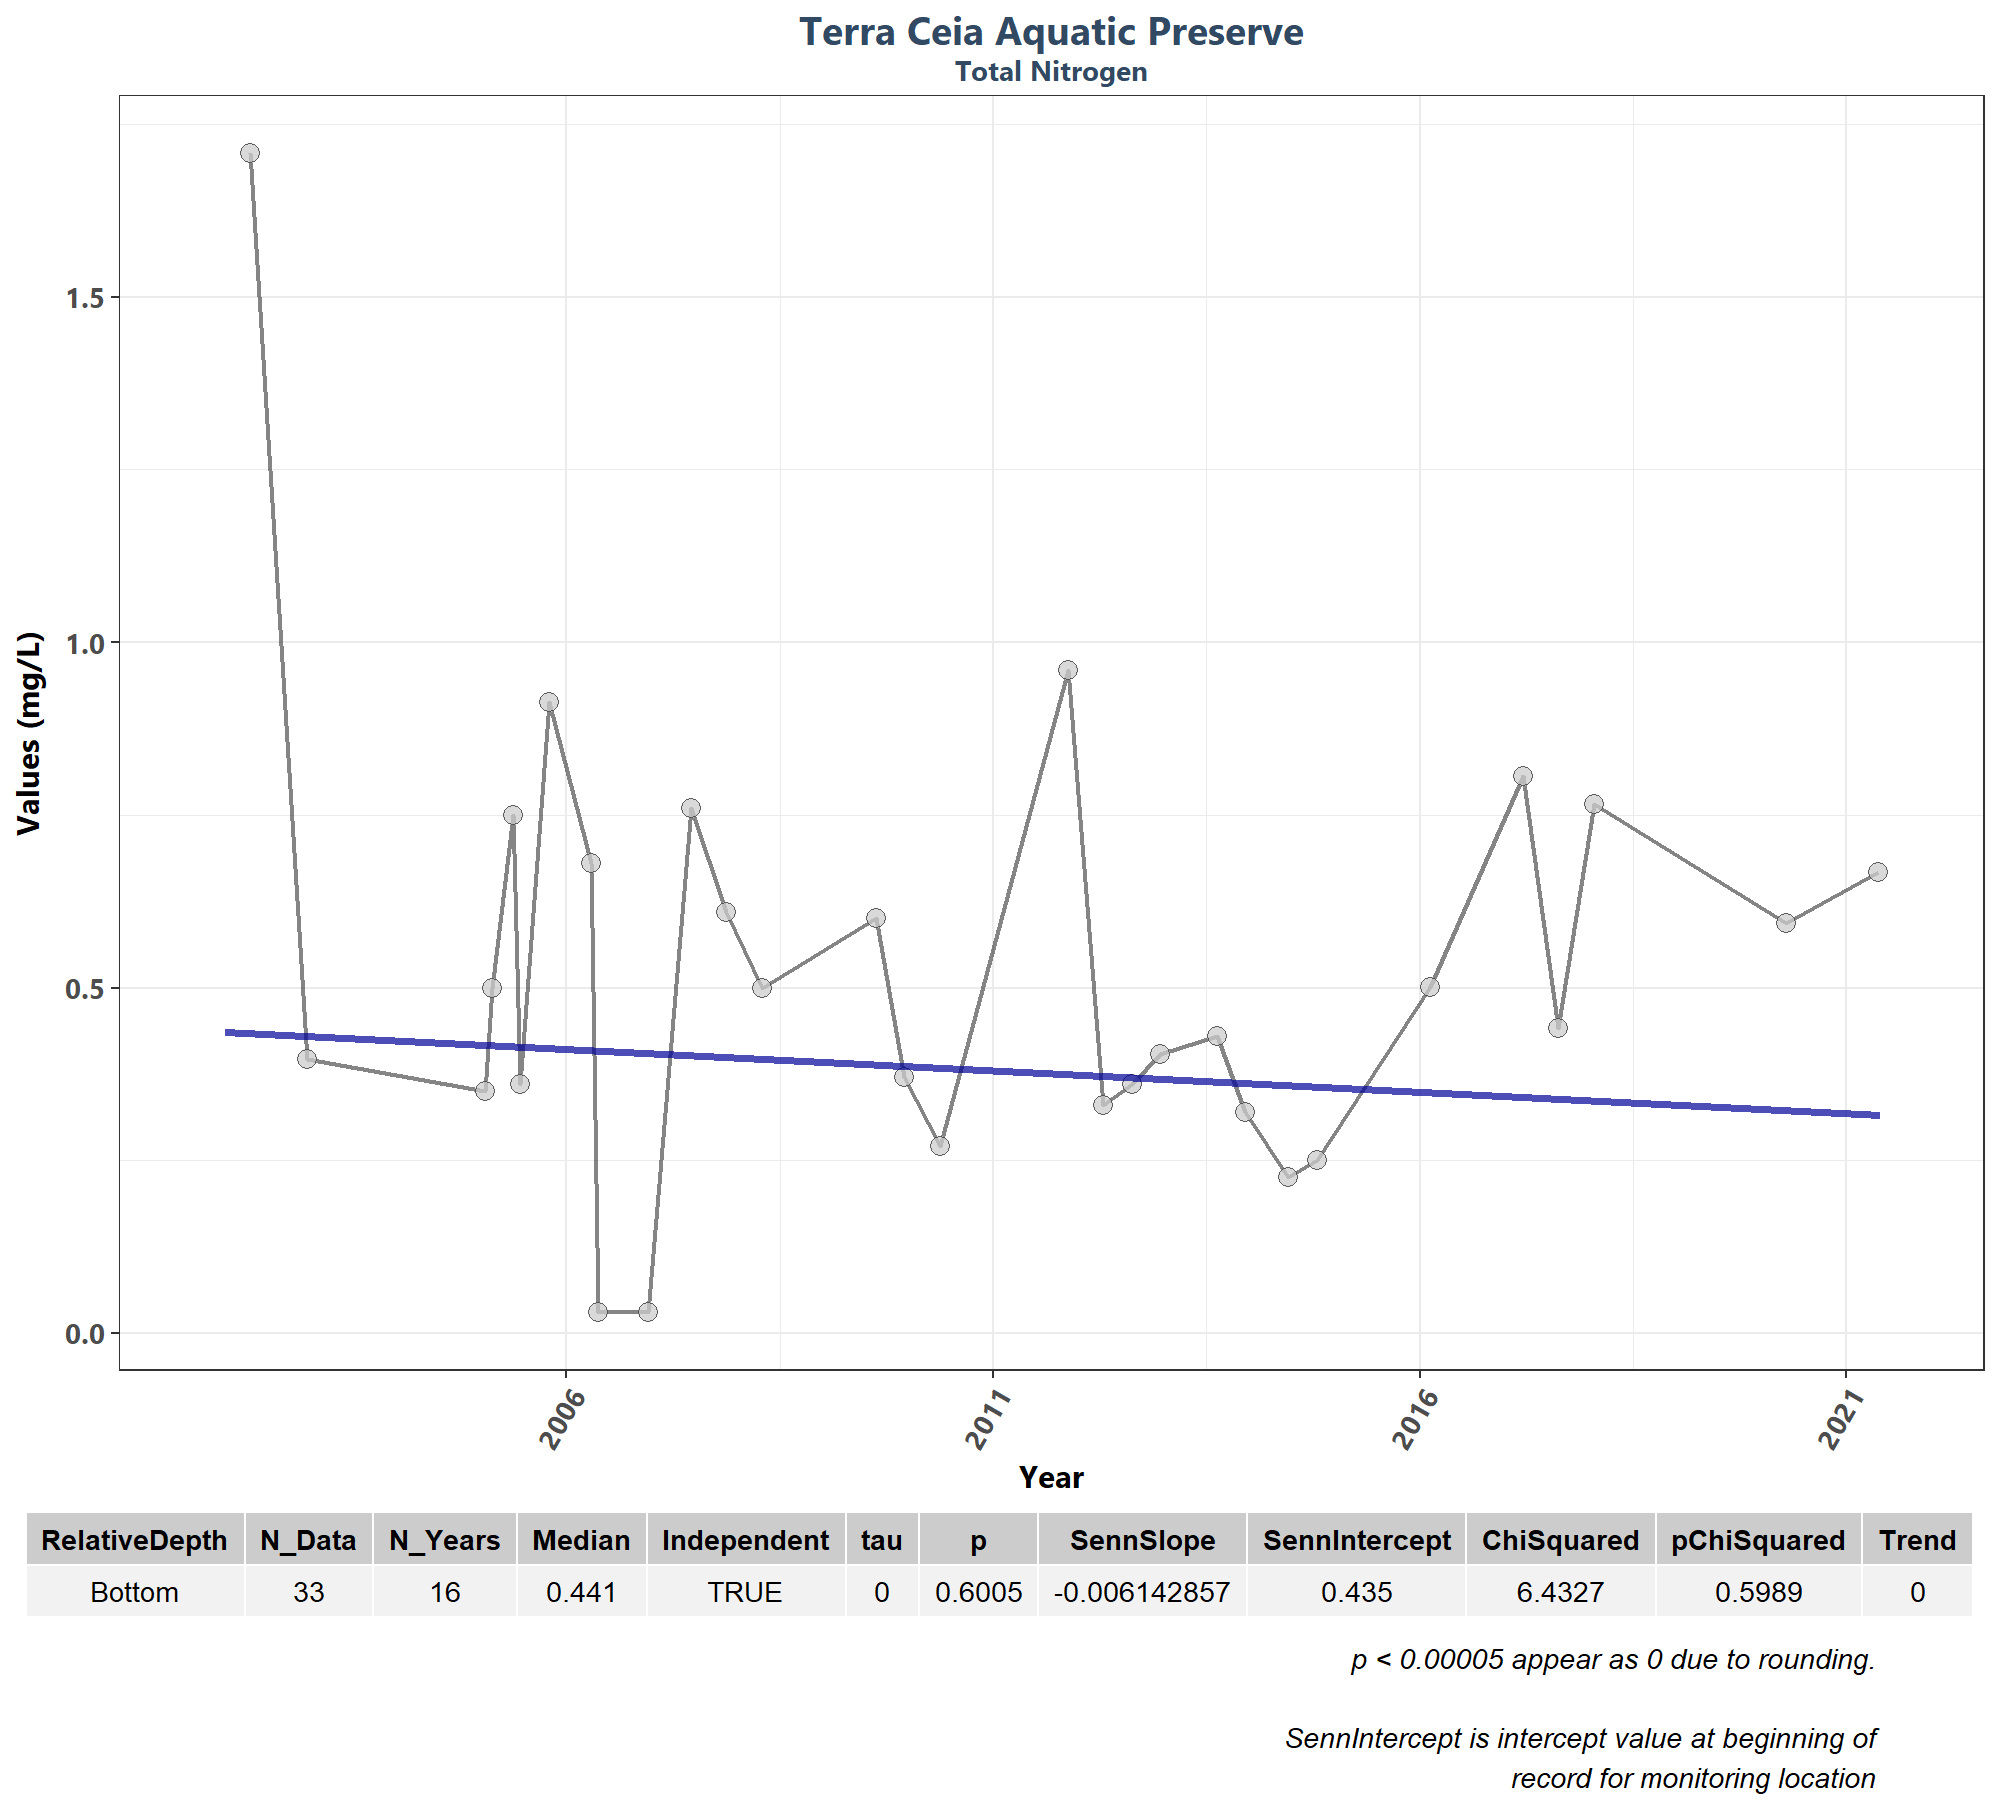 Terra Ceia Aquatic Preserve
Total Nitrogen
Values (mg/L)
1.5
1.0
0.5
0.0
2006 2011 2016 2021
Year
RelativeDepth N_Data N_Years Median Independent tau p SennSlope SennIntercept ChiSquared pChiSquared Trend
Bottom 33 16 0.441 TRUE 0 0.6005 -0.006142857 0.435 6.4327 0.5989 0
p < 0.00005 appear as 0 due to rounding.
SennIntercept is intercept value at beginning of
record for monitoring location